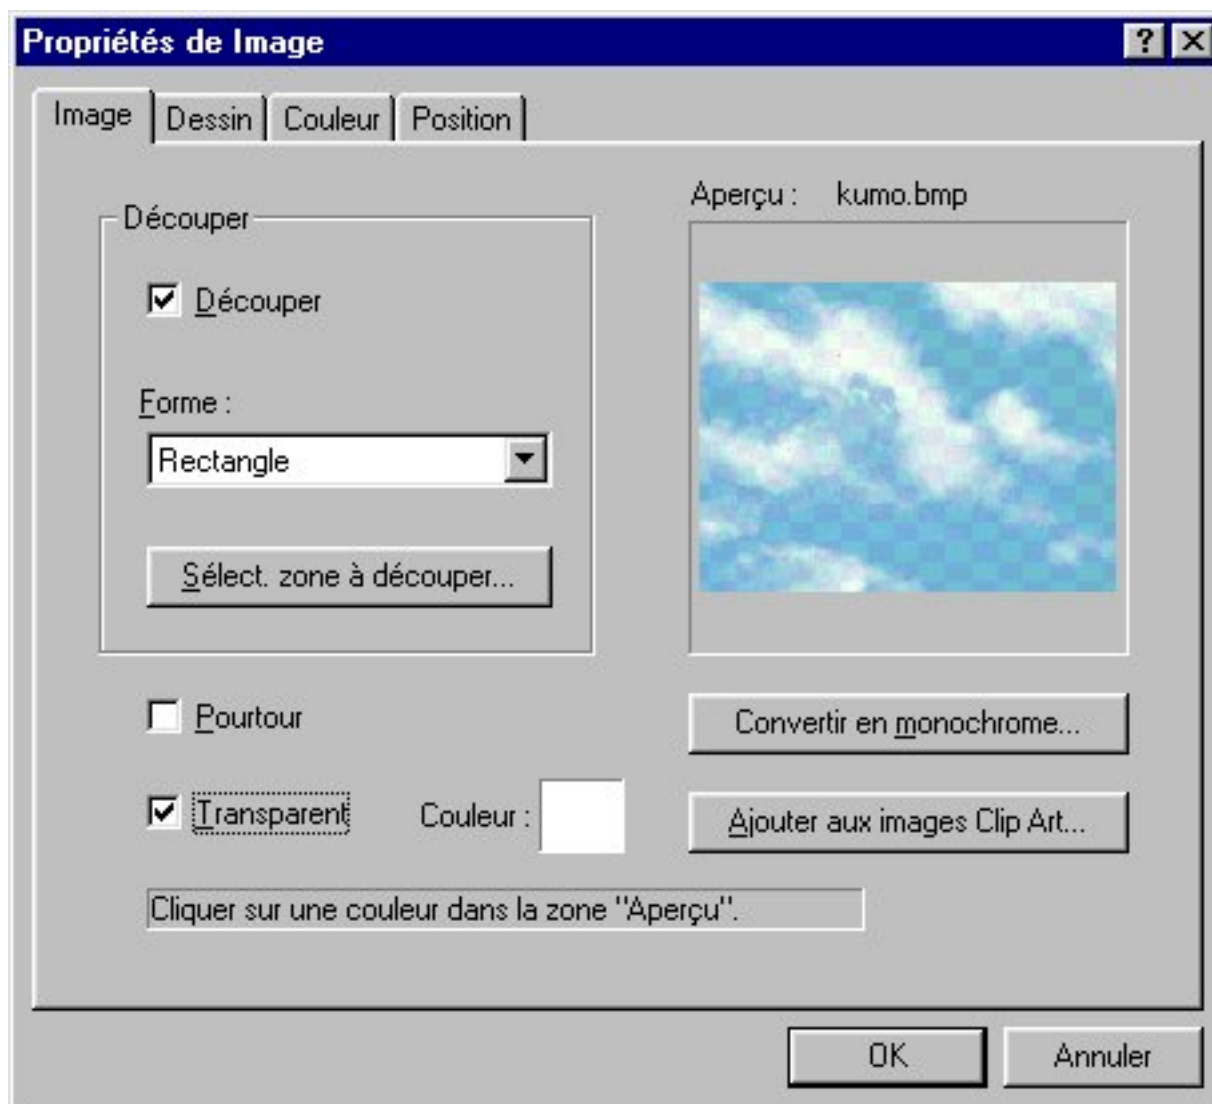 Propriétés de Image
Image Dessin Couleur Position
Découper
Découper
Forme :
Rectangle
Sélect. zone à découper...
Aperçu : kumo.bmp
Pourtour
Convertir en monochrome...
Transparent Couleur :
Ajouter aux images Clip Art...
Cliquer sur une couleur dans la zone "Aperçu".
OK Annuler